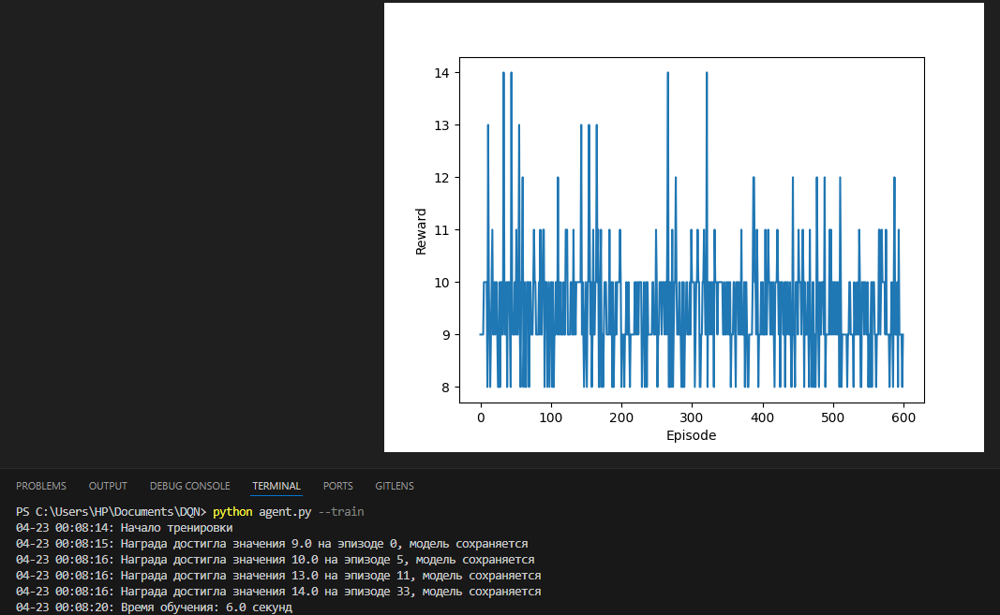 14
13
12
11
10
9
8
Reward
0 100 200 300 400 500 600
Episode
PROBLEMS OUTPUT DEBUG CONSOLE TERMINAL PORTS GITLENS
PS C:\Users\HP\Documents\DQN> python agent.py --train
04-23 00:08:14: Начало тренировки
04-23 00:08:15: Награда достигла значения 9.0 на эпизоде 0, модель сохраняется
04-23 00:08:16: Награда достигла значения 10.0 на эпизоде 5, модель сохраняется
04-23 00:08:16: Награда достигла значения 13.0 на эпизоде 11, модель сохраняется
04-23 00:08:16: Награда достигла значения 14.0 на эпизоде 33, модель сохраняется
04-23 00:08:20: Время обучения: 6.0 секунд